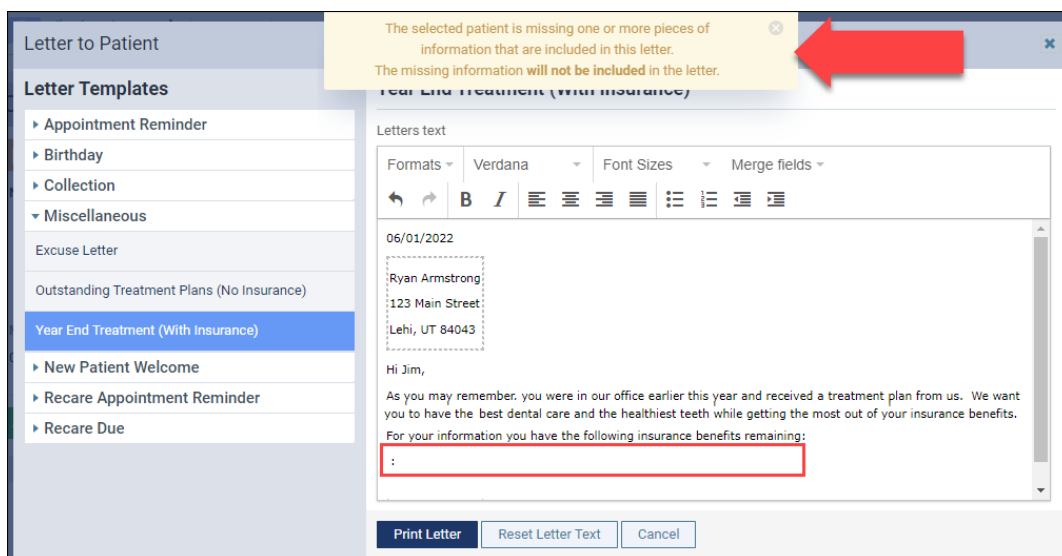 Letter to Patient
The selected patient is missing one or more pieces of
information that are included in this letter.
The missing information will not be included in the letter.
Letter Templates
Appointment Reminder
Birthday
Collection
Miscellaneous
Excuse Letter
Outstanding Treatment Plans (No Insurance)
Year End Treatment (With Insurance)
New Patient Welcome
Recare Appointment Reminder
Recare Due
Year End Treatment (With Insurance)
Letters text
Formats Verdana Font Sizes Merge fields
B I
06/01/2022
Ryan Armstrong
123 Main Street
Lehi, UT 84043
Hi Jim,
As you may remember. you were in our office earlier this year and received a treatment plan from us. We want
you to have the best dental care and the healthiest teeth while getting the most out of your insurance benefits.
For your information you have the following insurance benefits remaining:
:
Print Letter Reset Letter Text Cancel